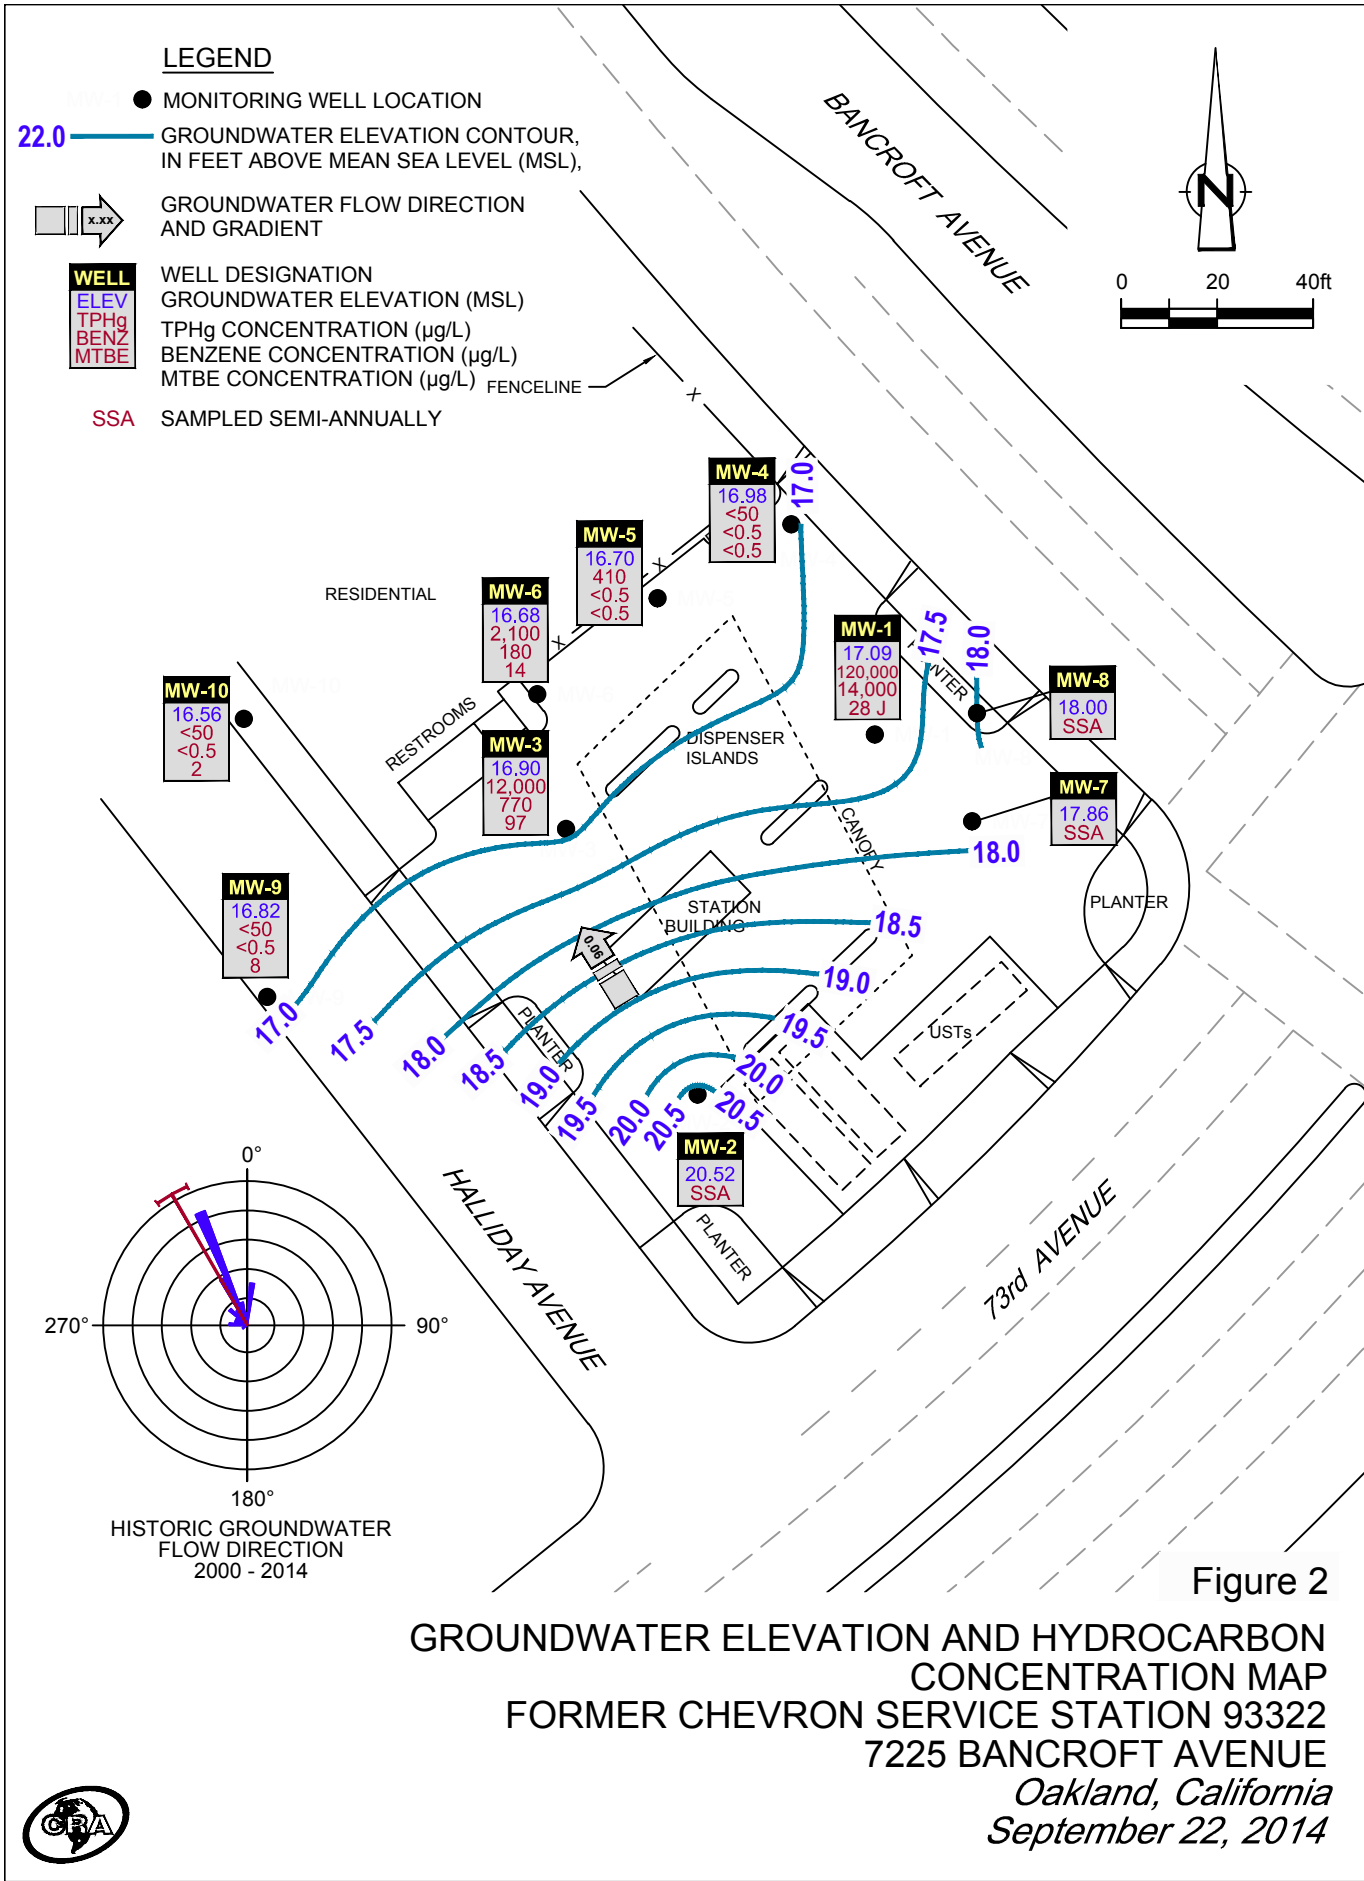 LEGEND
MONITORING WELL LOCATION
22.0
GROUNDWATER ELEVATION CONTOUR,
IN FEET ABOVE MEAN SEA LEVEL (MSL),
x.xx
GROUNDWATER FLOW DIRECTION
AND GRADIENT
WELL
WELL DESIGNATION
ELEV
GROUNDWATER ELEVATION (MSL)
TPHg
TPHg CONCENTRATION (µg/L)
BENZ
BENZENE CONCENTRATION (µg/L)
MTBE
MTBE CONCENTRATION (µg/L)
SSA
SAMPLED SEMI-ANNUALLY
FENCELINE
X
BANCROFT AVENUE
N
0 20 40ft
MW-4
16.98
<50
<0.5
<0.5
17.0
MW-5
16.70
410
<0.5
<0.5
X
RESIDENTIAL
MW-6
16.68
2,100
180
14
X
MW-1
17.09
120,000
14,000
28 J
17.5
18.0
MW-8
18.00
SSA
MW-10
16.56
<50
<0.5
2
RESTROOMS
MW-3
16.90
12,000
770
97
DISPENSER
ISLANDS
MW-7
17.86
SSA
CANOPY
18.0
MW-9
16.82
<50
<0.5
8
STATION
BUILDING
PLANTER
18.5
0.06
19.0
19.5
USTs
17.0
17.5
18.0
18.5
19.0
19.5
20.0
20.5
PLANTER
20.0
20.5
MW-2
20.52
SSA
PLANTER
HALLIDAY AVENUE
73rd AVENUE
0°
270°
90°
180°
HISTORIC GROUNDWATER
FLOW DIRECTION
2000 - 2014
Figure 2
GROUNDWATER ELEVATION AND HYDROCARBON
CONCENTRATION MAP
FORMER CHEVRON SERVICE STATION 93322
7225 BANCROFT AVENUE
Oakland, California
September 22, 2014
CRA